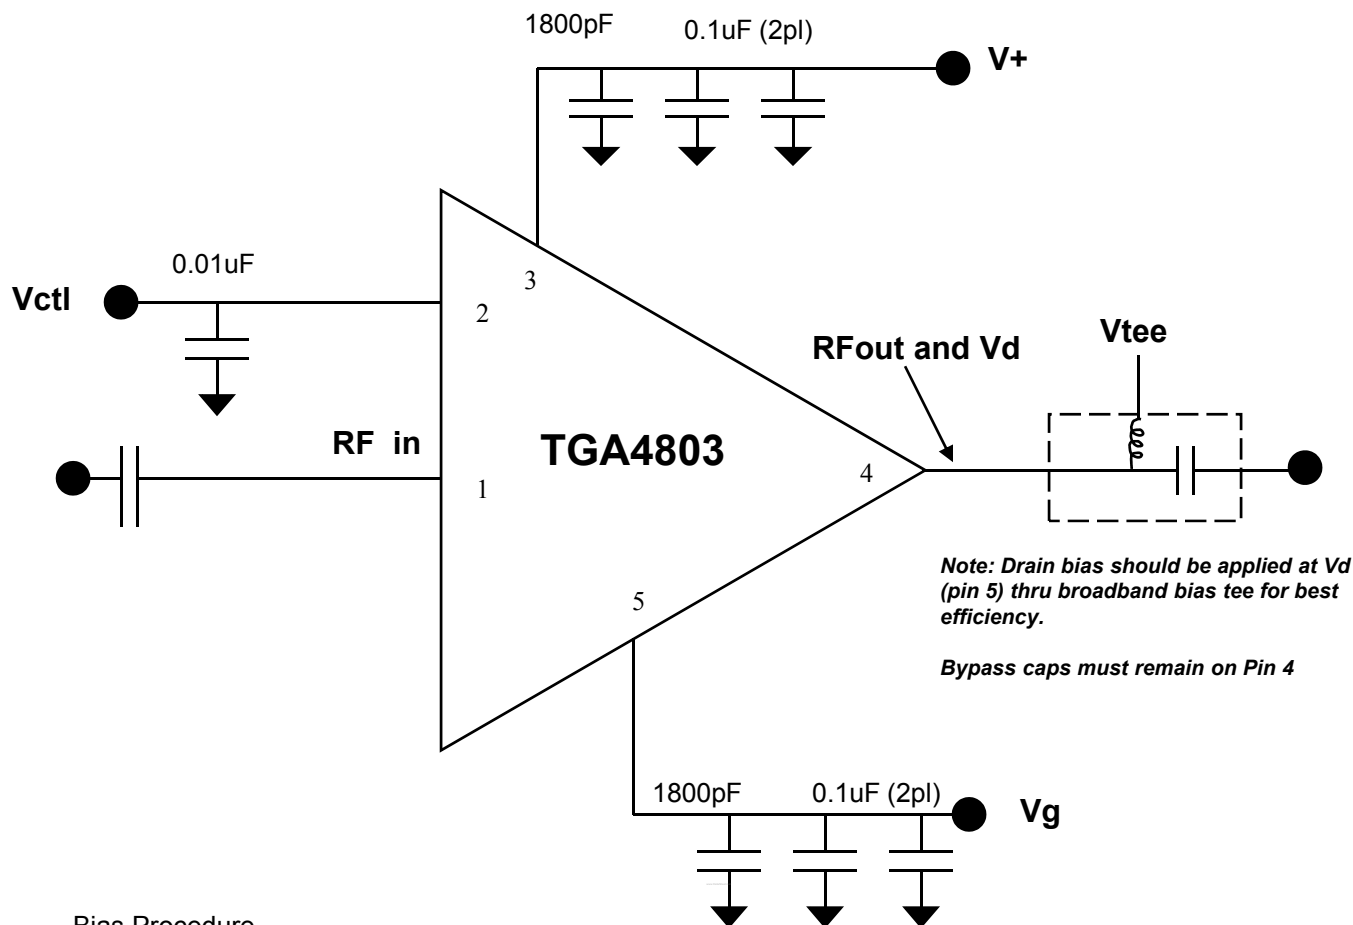 1800pF
0.1uF (2pl)
V+
0.01uF
Vctl
3
2
Vtee
RFout and Vd
RF in
TGA4803
4
1
Note: Drain bias should be applied at Vd
(pin 5) thru broadband bias tee for best
efficiency.
5
Bypass caps must remain on Pin 4
1800pF
0.1uF (2pl)
Vg
Bias Procedure